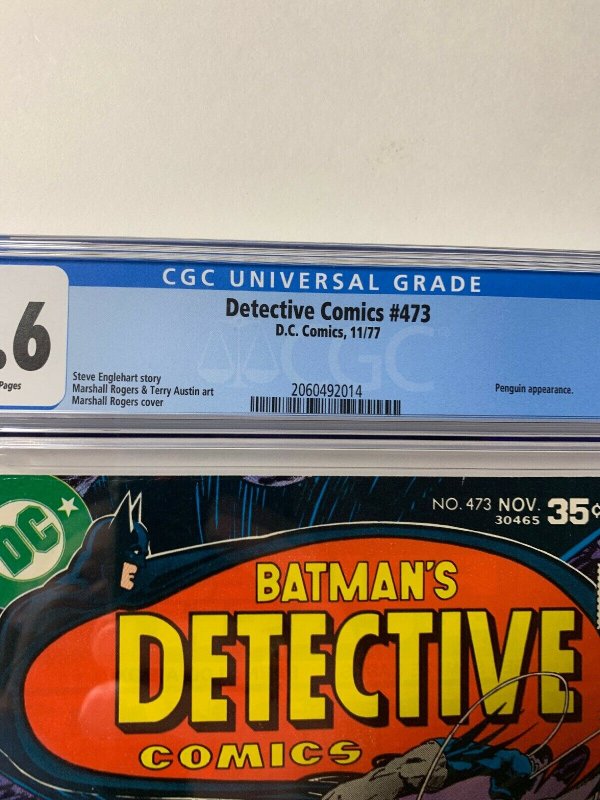 CGC UNIVERSAL GRADE
.6
Pages
Detective Comics #473
D.C. Comics, 11/77
Steve Englehart story
Marshall Rogers & Terry Austin art
Marshall Rogers cover
CGC
2060492014
Penguin appearance.
DC
NO. 473 NOV. 35¢
30465
BATMAN'S
DETECTIVE
COMICS